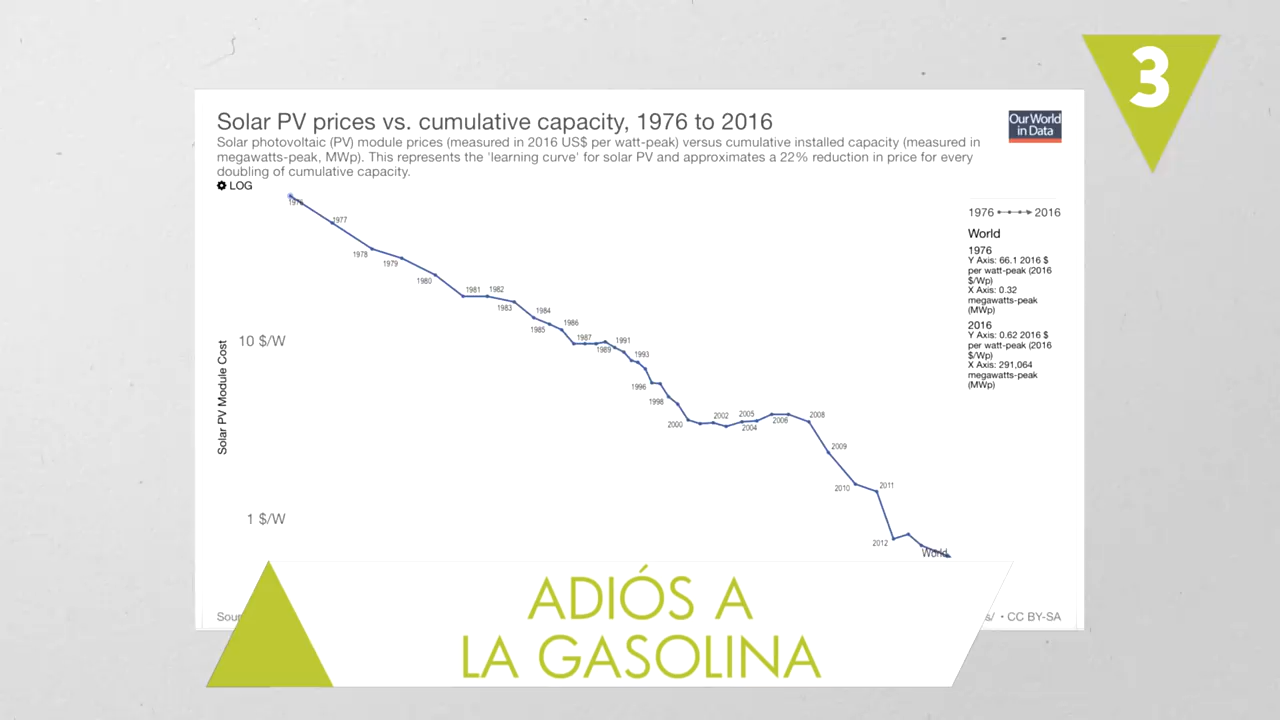 3
Solar PV prices vs. cumulative capacity, 1976 to 2016
Our World
in Data
Solar photovoltaic (PV) module prices (measured in 2016 US$ per watt-peak) versus cumulative installed capacity (measured in
megawatts-peak, MWp). This represents the 'learning curve' for solar PV and approximates a 22% reduction in price for every
doubling of cumulative capacity.
LOG
1976
1977
1978
1979
1980
1981
1982
1983
1984
1985
1986
1987
1989
1991
1993
1996
1998
2000
2002
2005
2004
2006
2008
2009
2010
2011
2012
World
10 $/W
1 $/W
Solar PV Module Cost
1976 2016
World
1976
Y Axis: 66.1 2016 $
per watt-peak (2016
$/Wp)
X Axis: 0.32
megawatts-peak
(MWp)
2016
Y Axis: 0.62 2016 $
per watt-peak (2016
$/Wp)
X Axis: 291,064
megawatts-peak
(MWp)
• CC BY-SA
ADIÓS A
LA GASOLINA